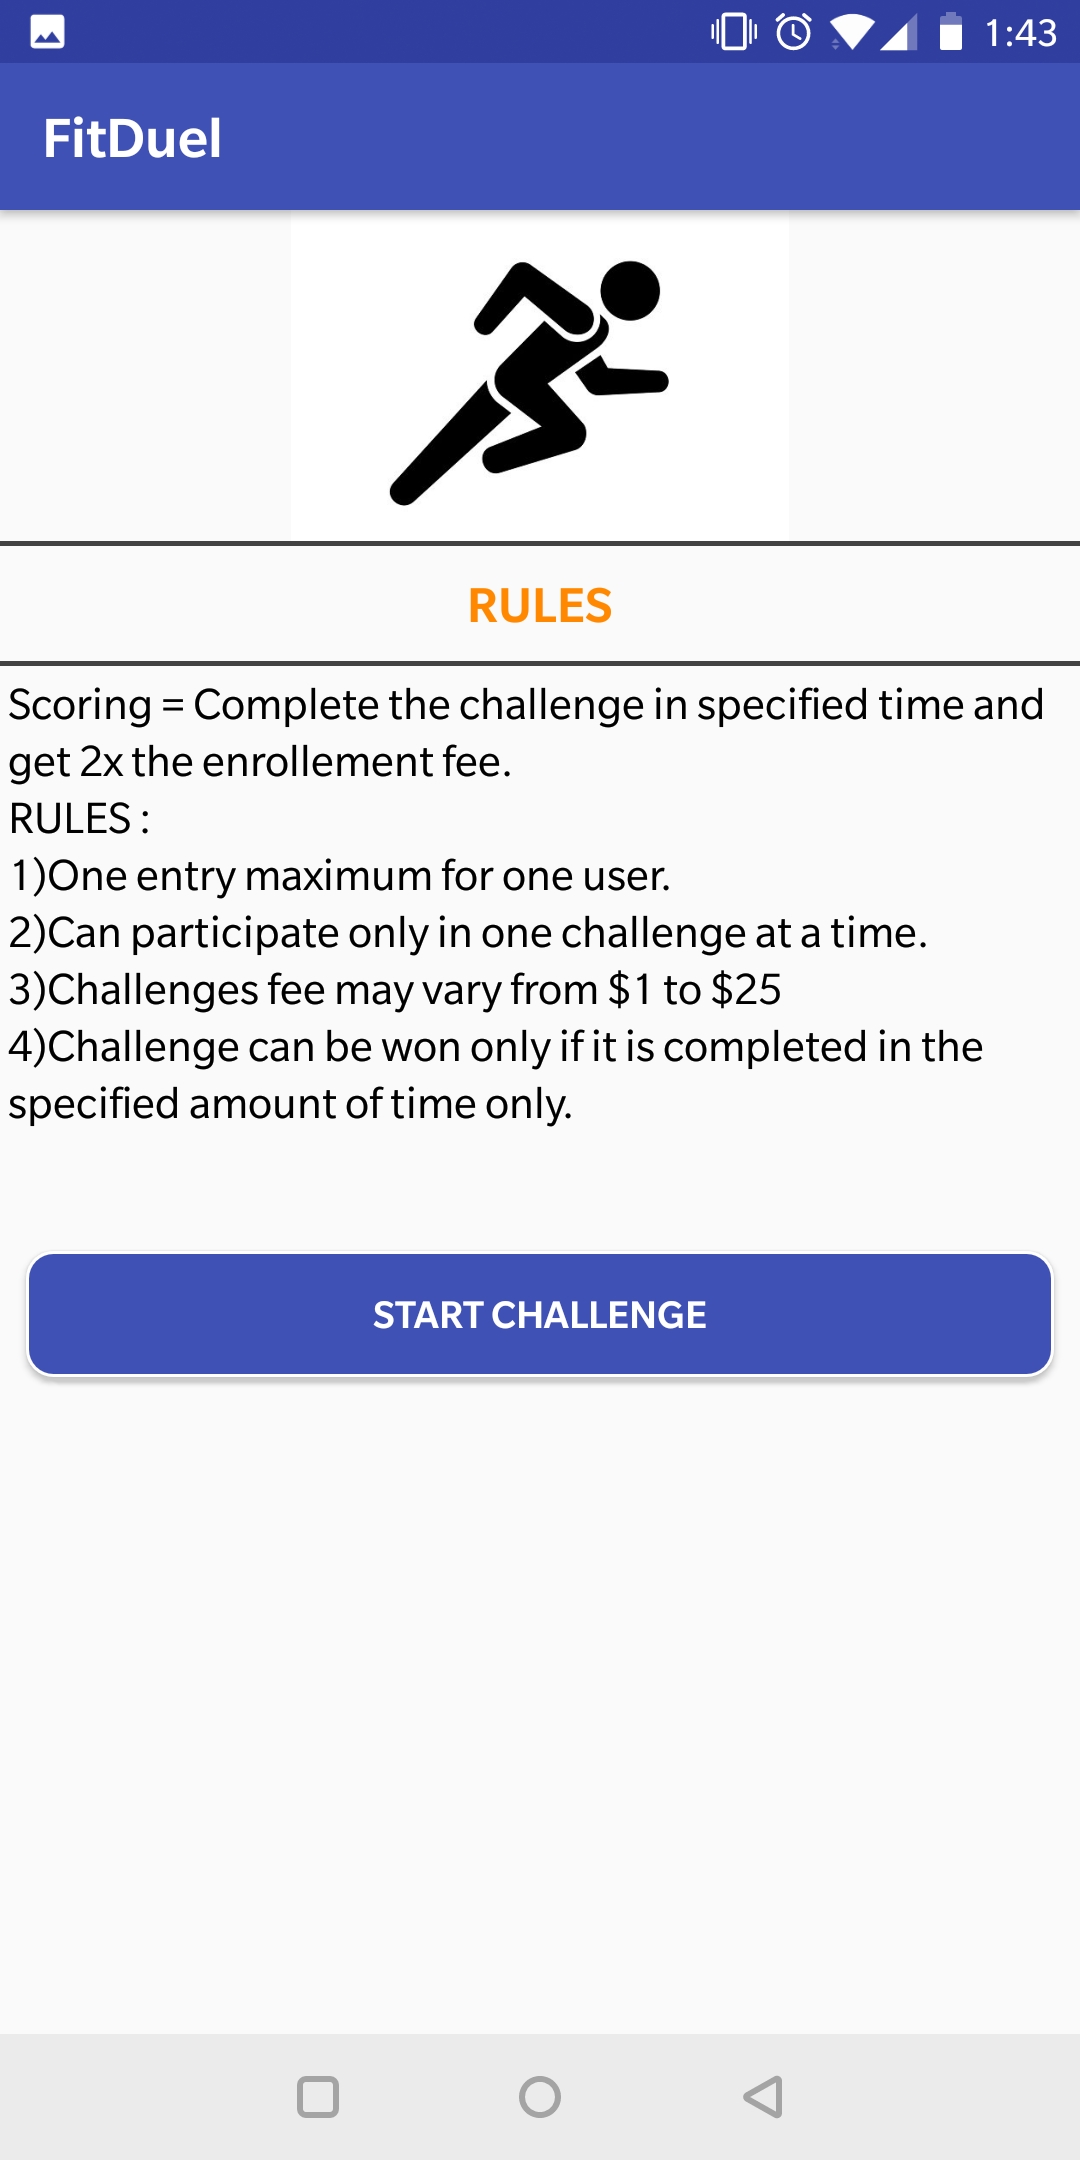 1:43
FitDuel
RULES
Scoring = Complete the challenge in specified time and
get 2x the enrollement fee.
RULES :
1)One entry maximum for one user.
2)Can participate only in one challenge at a time.
3)Challenges fee may vary from $1 to $25
4)Challenge can be won only if it is completed in the
specified amount of time only.
START CHALLENGE